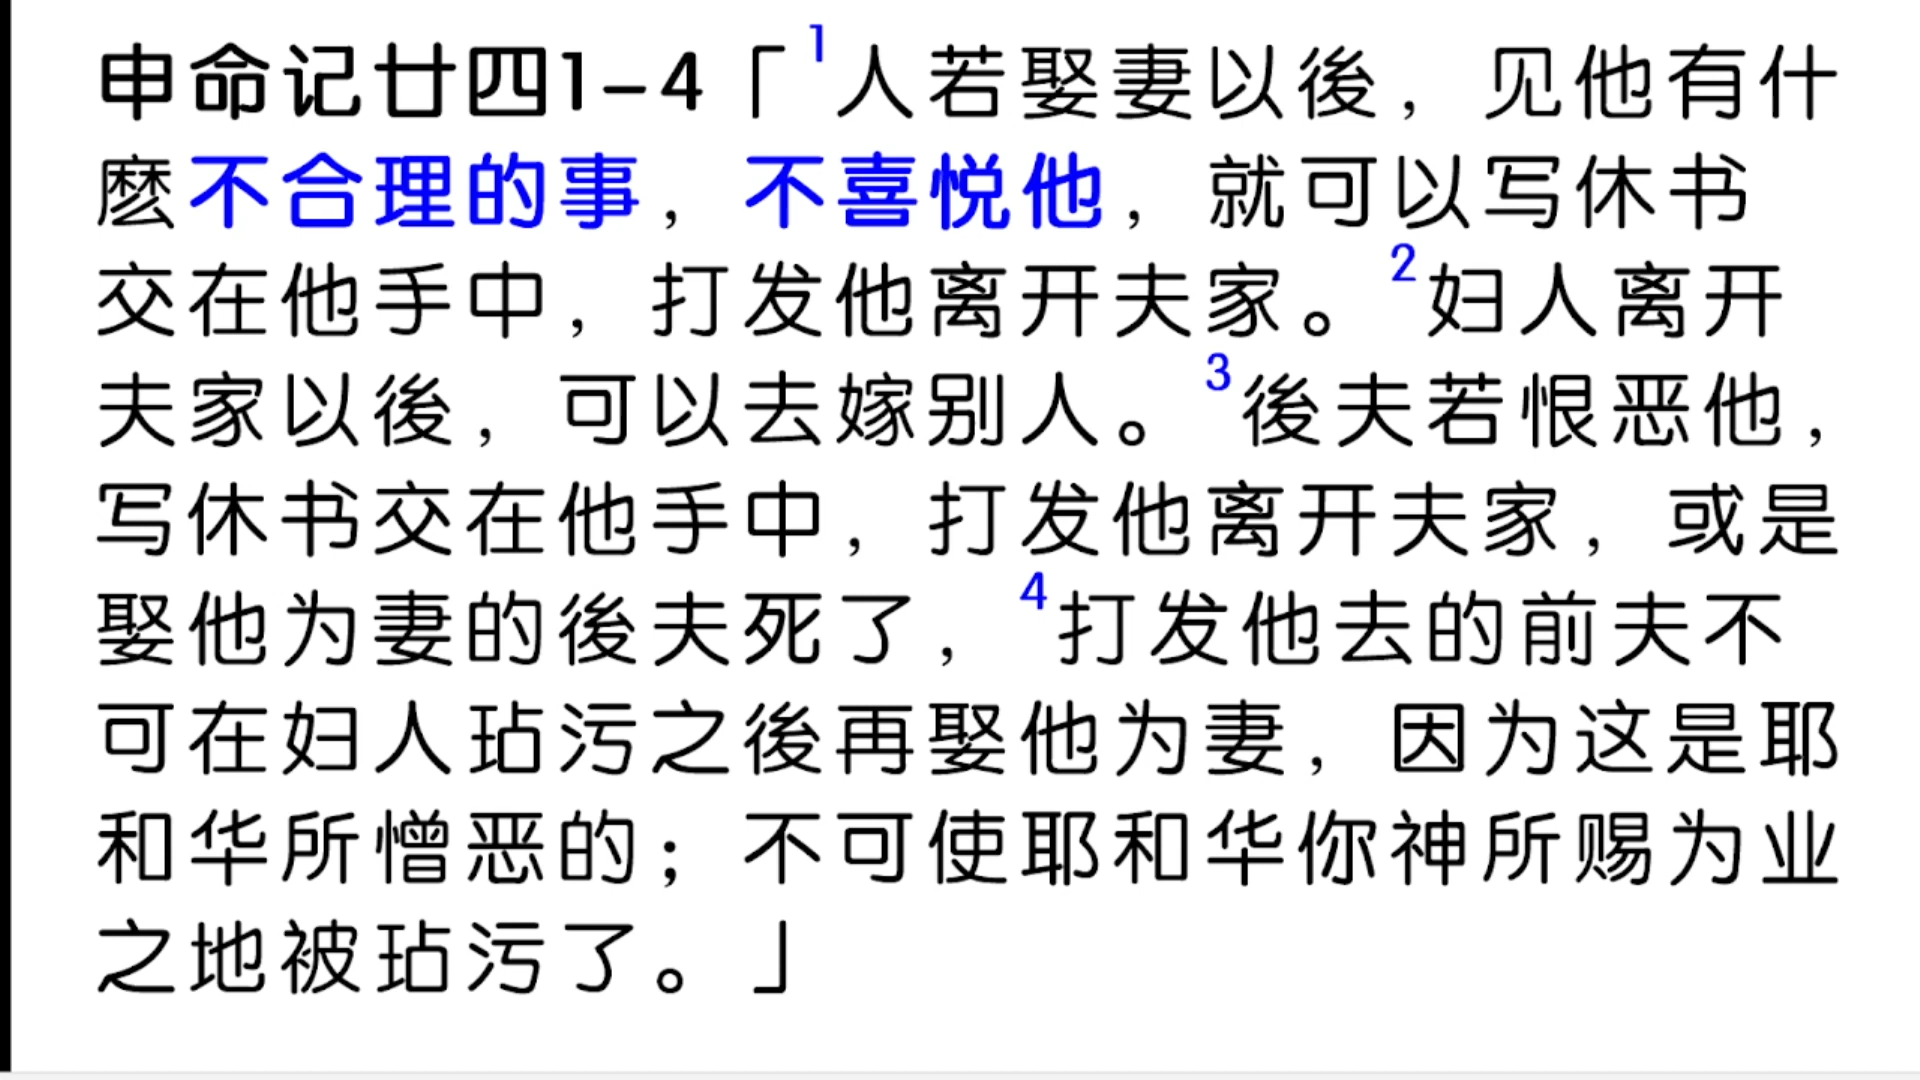 申命记廿四1-4「1人若娶妻以後，见他有什
麽不合理的事，不喜悦他，就可以写休书
交在他手中，打发他离开夫家。2妇人离开
夫家以後，可以去嫁别人。3後夫若恨恶他，
写休书交在他手中，打发他离开夫家，或是
娶他为妻的後夫死了，4打发他去的前夫不
可在妇人玷污之後再娶他为妻，因为这是耶
和华所憎恶的；不可使耶和华你神所赐为业
之地被玷污了。」